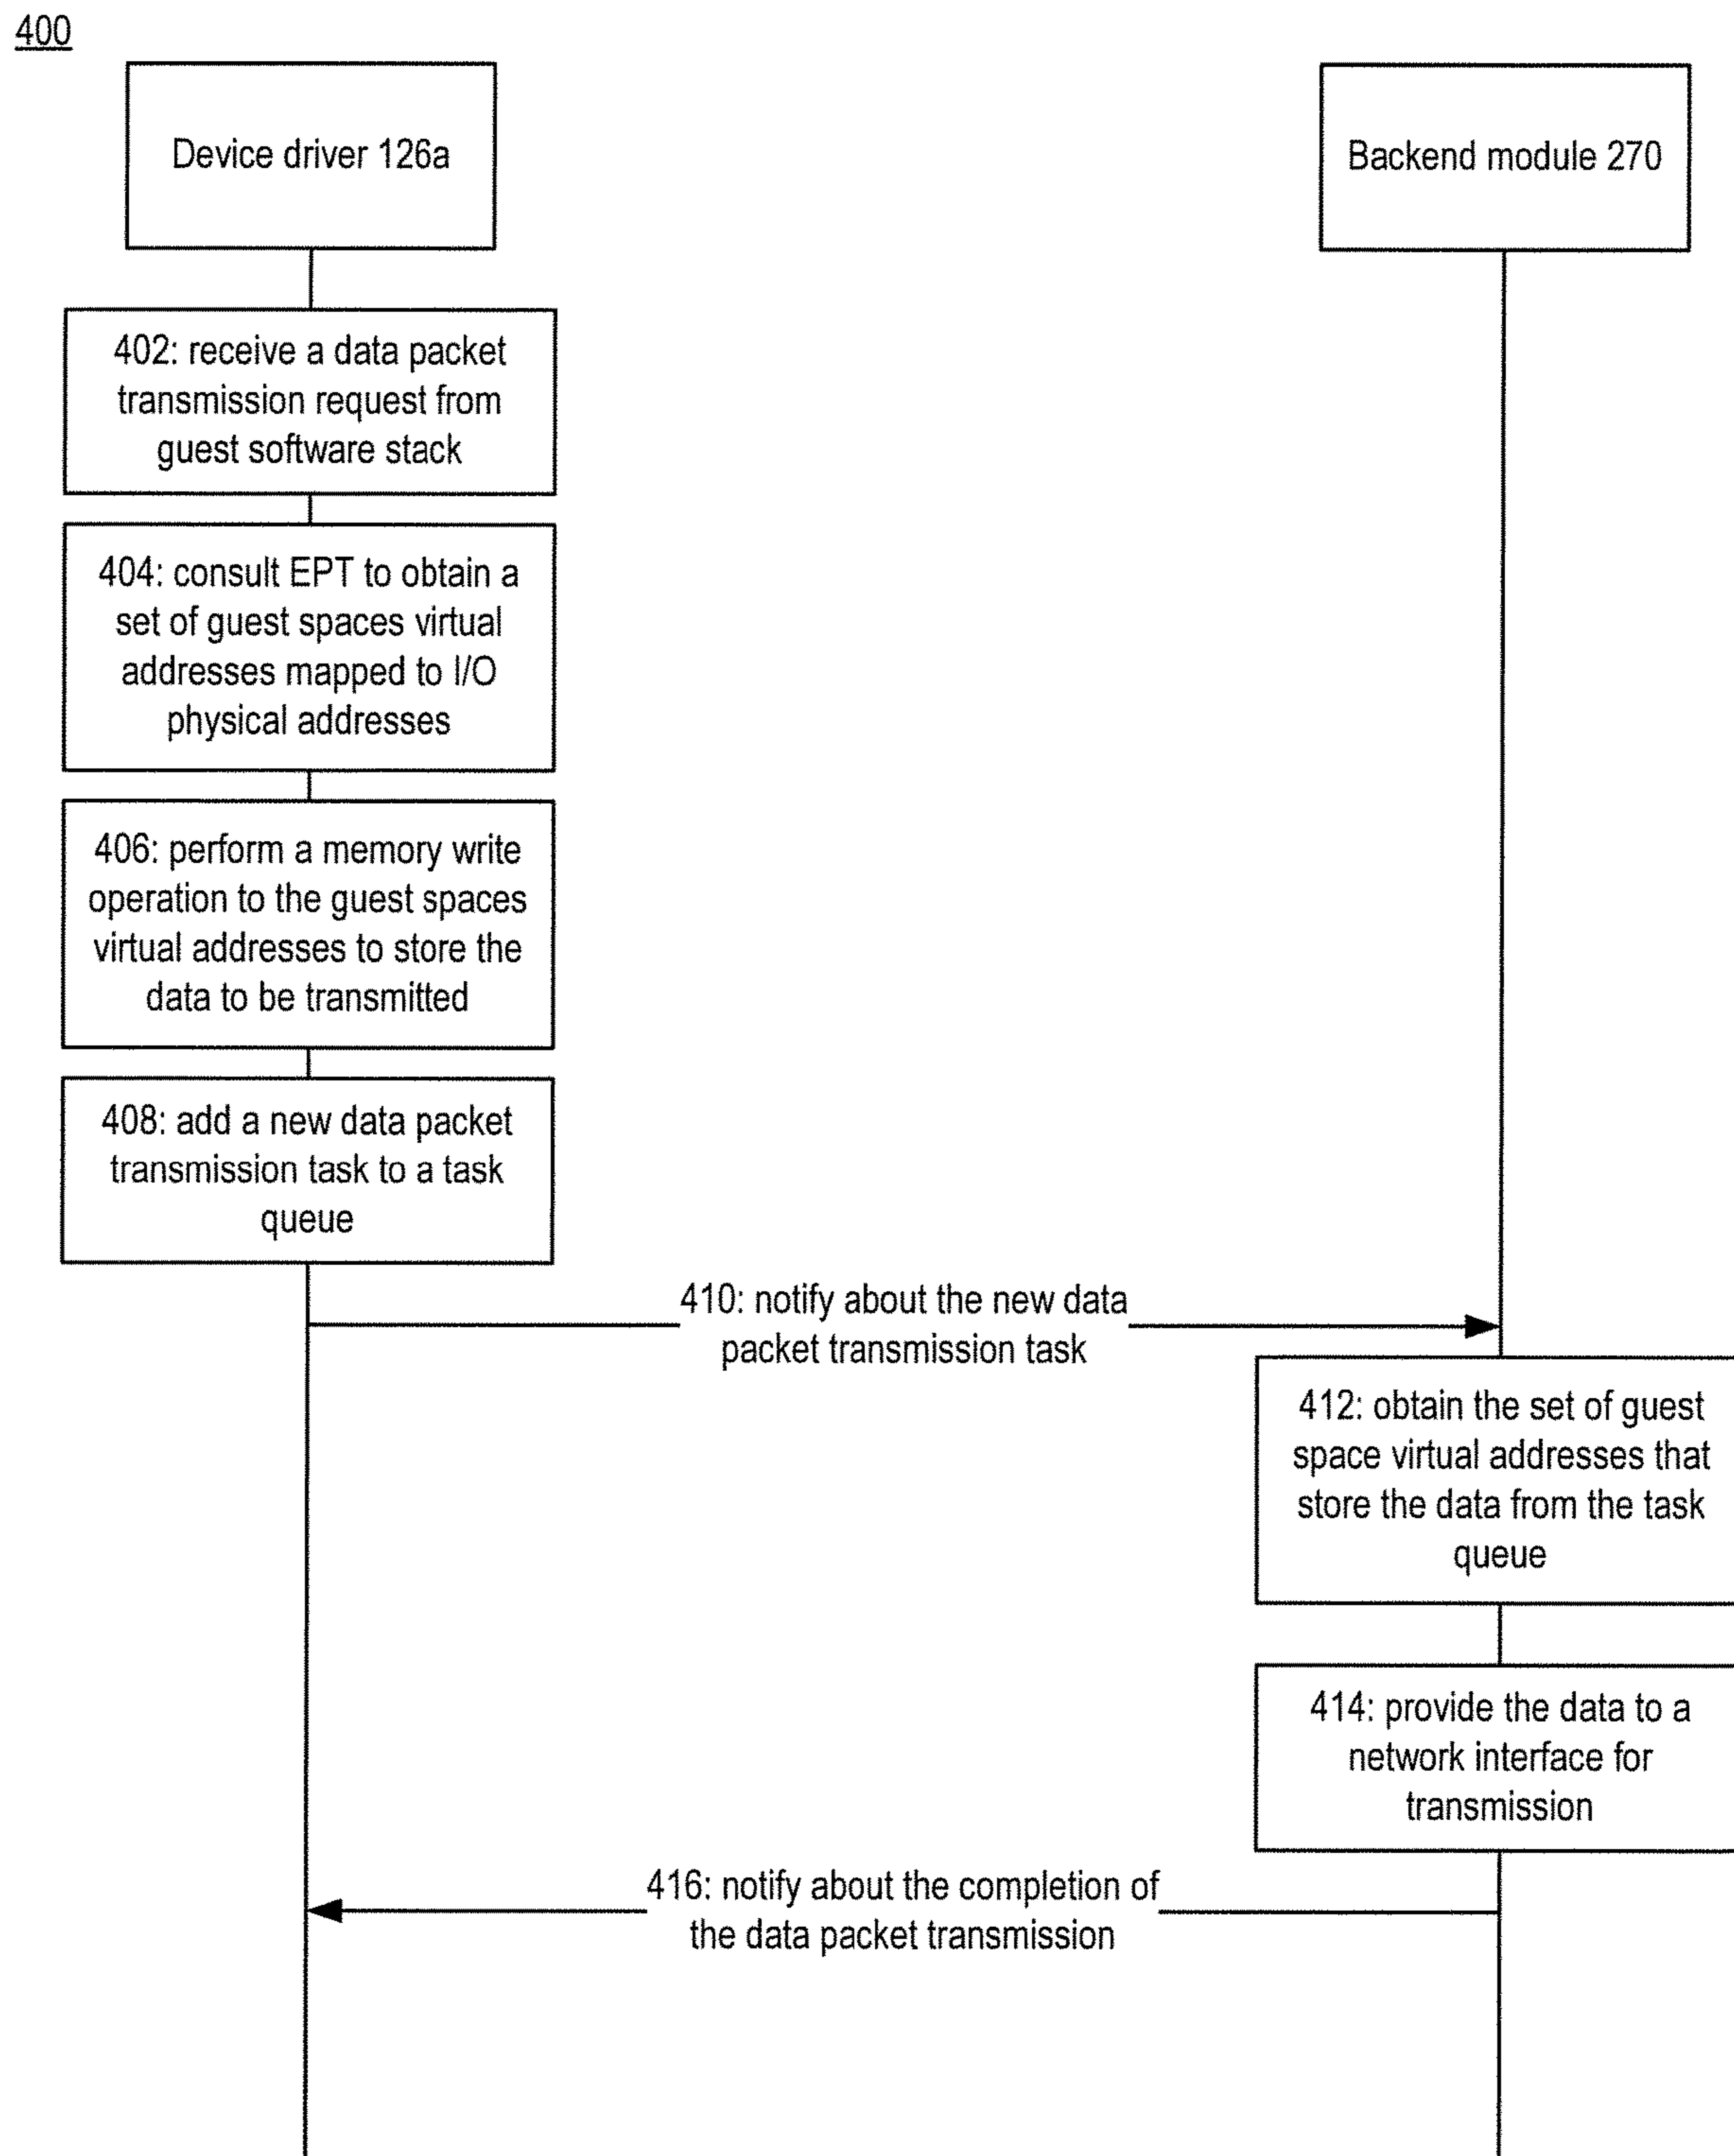 400
Device driver 126a
Backend module 270
402: receive a data packet
transmission request from
guest software stack
404: consult EPT to obtain a
set of guest spaces virtual
addresses mapped to I/O
physical addresses
406: perform a memory write
operation to the guest spaces
virtual addresses to store the
data to be transmitted
408: add a new data packet
transmission task to a task
queue
410: notify about the new data
packet transmission task
412: obtain the set of guest
space virtual addresses that
store the data from the task
queue
414: provide the data to a
network interface for
transmission
416: notify about the completion of
the data packet transmission